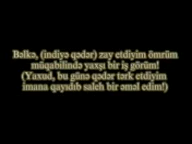 Bəlkə, (indiyə qədər) zay etdiyim ömrüm
müqabilində yaxşı bir iş görüm!
(Yaxud, bu günə qədər tərk etdiyim
imana qayıdıb saleh bir əməl edim!)